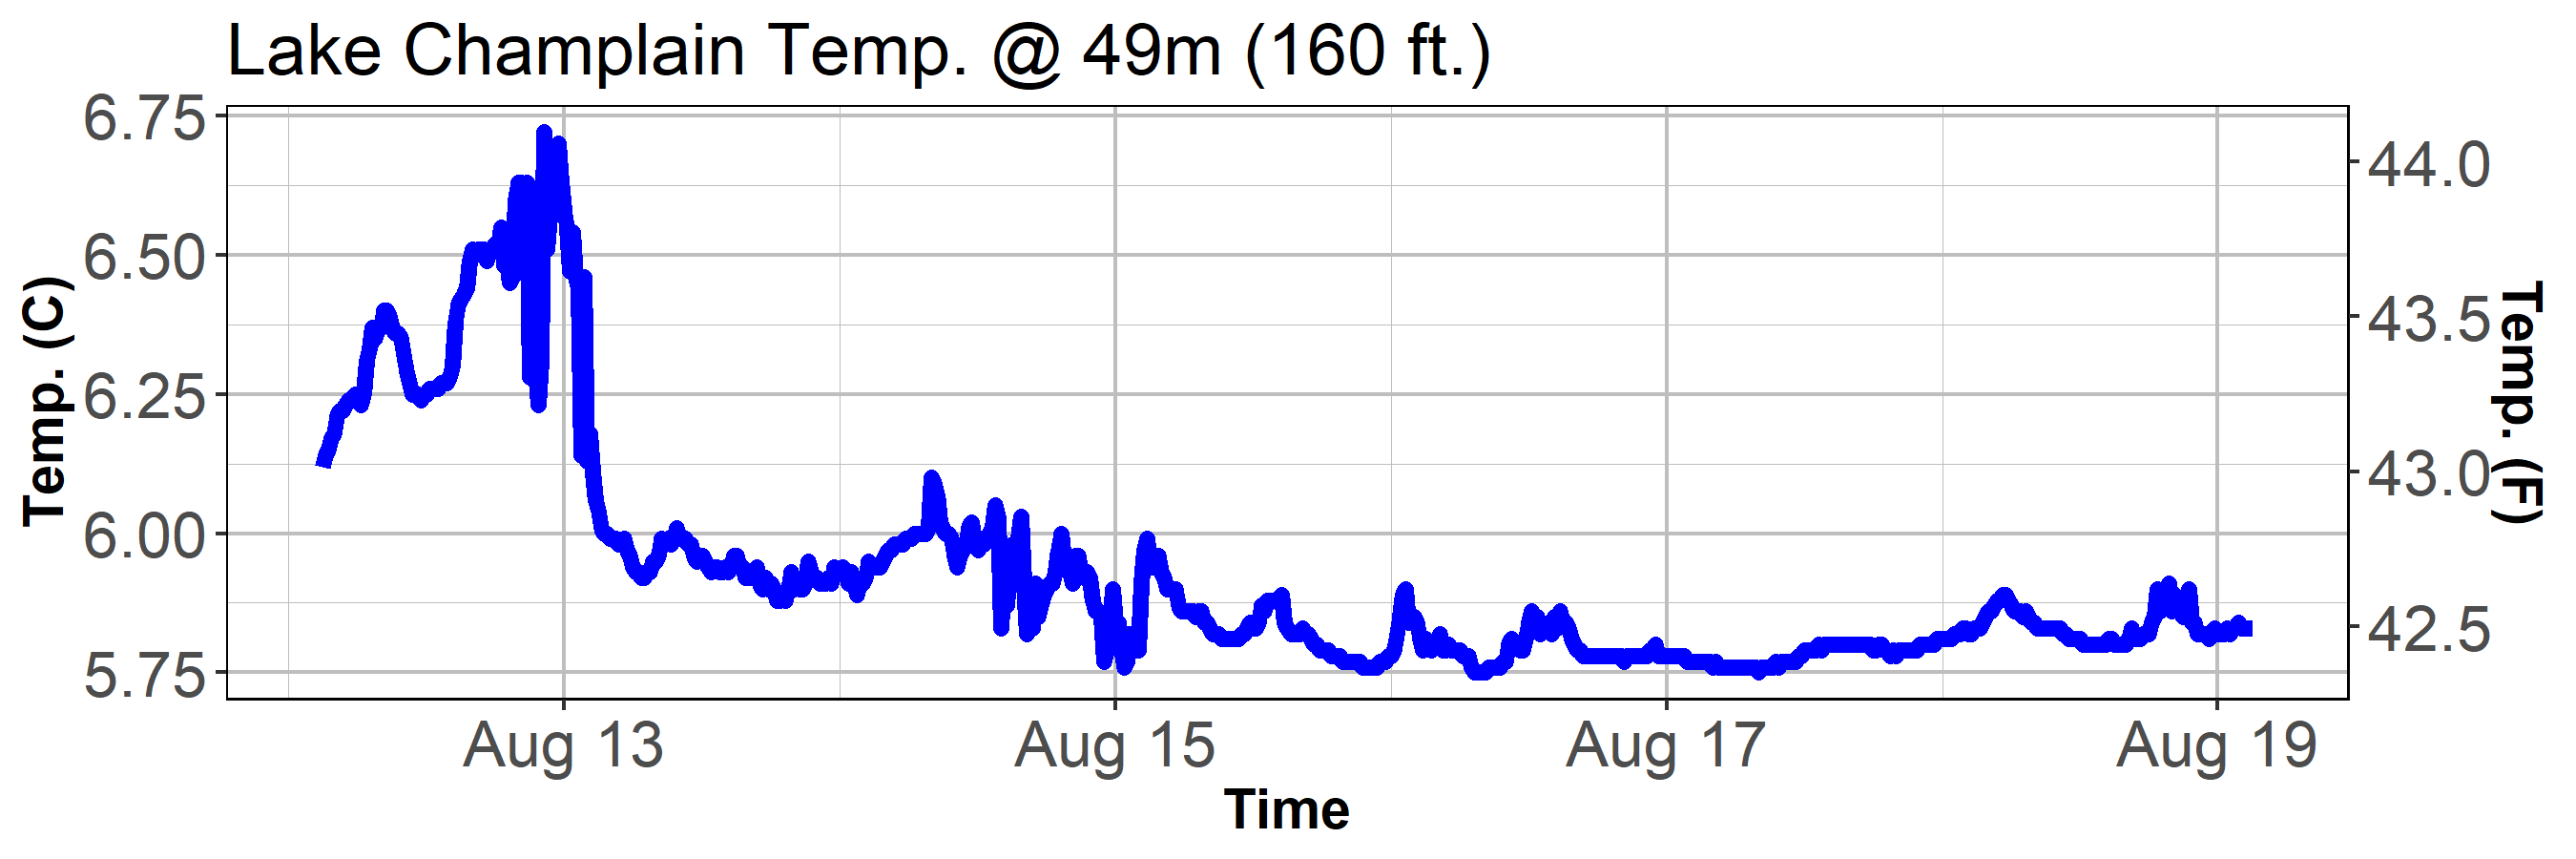 Lake Champlain Temp. @ 49m (160 ft.)
Temp. (C)
6.75
6.50
6.25
6.00
5.75
44.0
43.5
43.0
42.5
Temp. (F)
Aug 13
Aug 15
Aug 17
Aug 19
Time